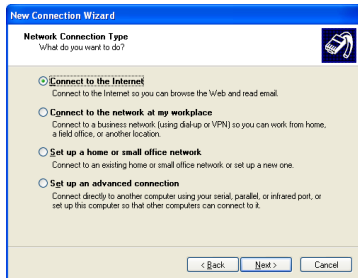 New Connection Wizard
Network Connection Type
What do you want to do?
Connect to the Internet
Connect to the Internet so you can browse the Web and read email.
Connect to the network at my workplace
Connect to a business network (using dial-up or VPN) so you can work from home,
a field office, or another location.
Set up a home or small office network
Connect to an existing home or small office network or set up a new one.
Set up an advanced connection
Connect directly to another computer using your serial, parallel, or infrared port, or
set up this computer so that other computers can connect to it.
< Back
Next >
Cancel